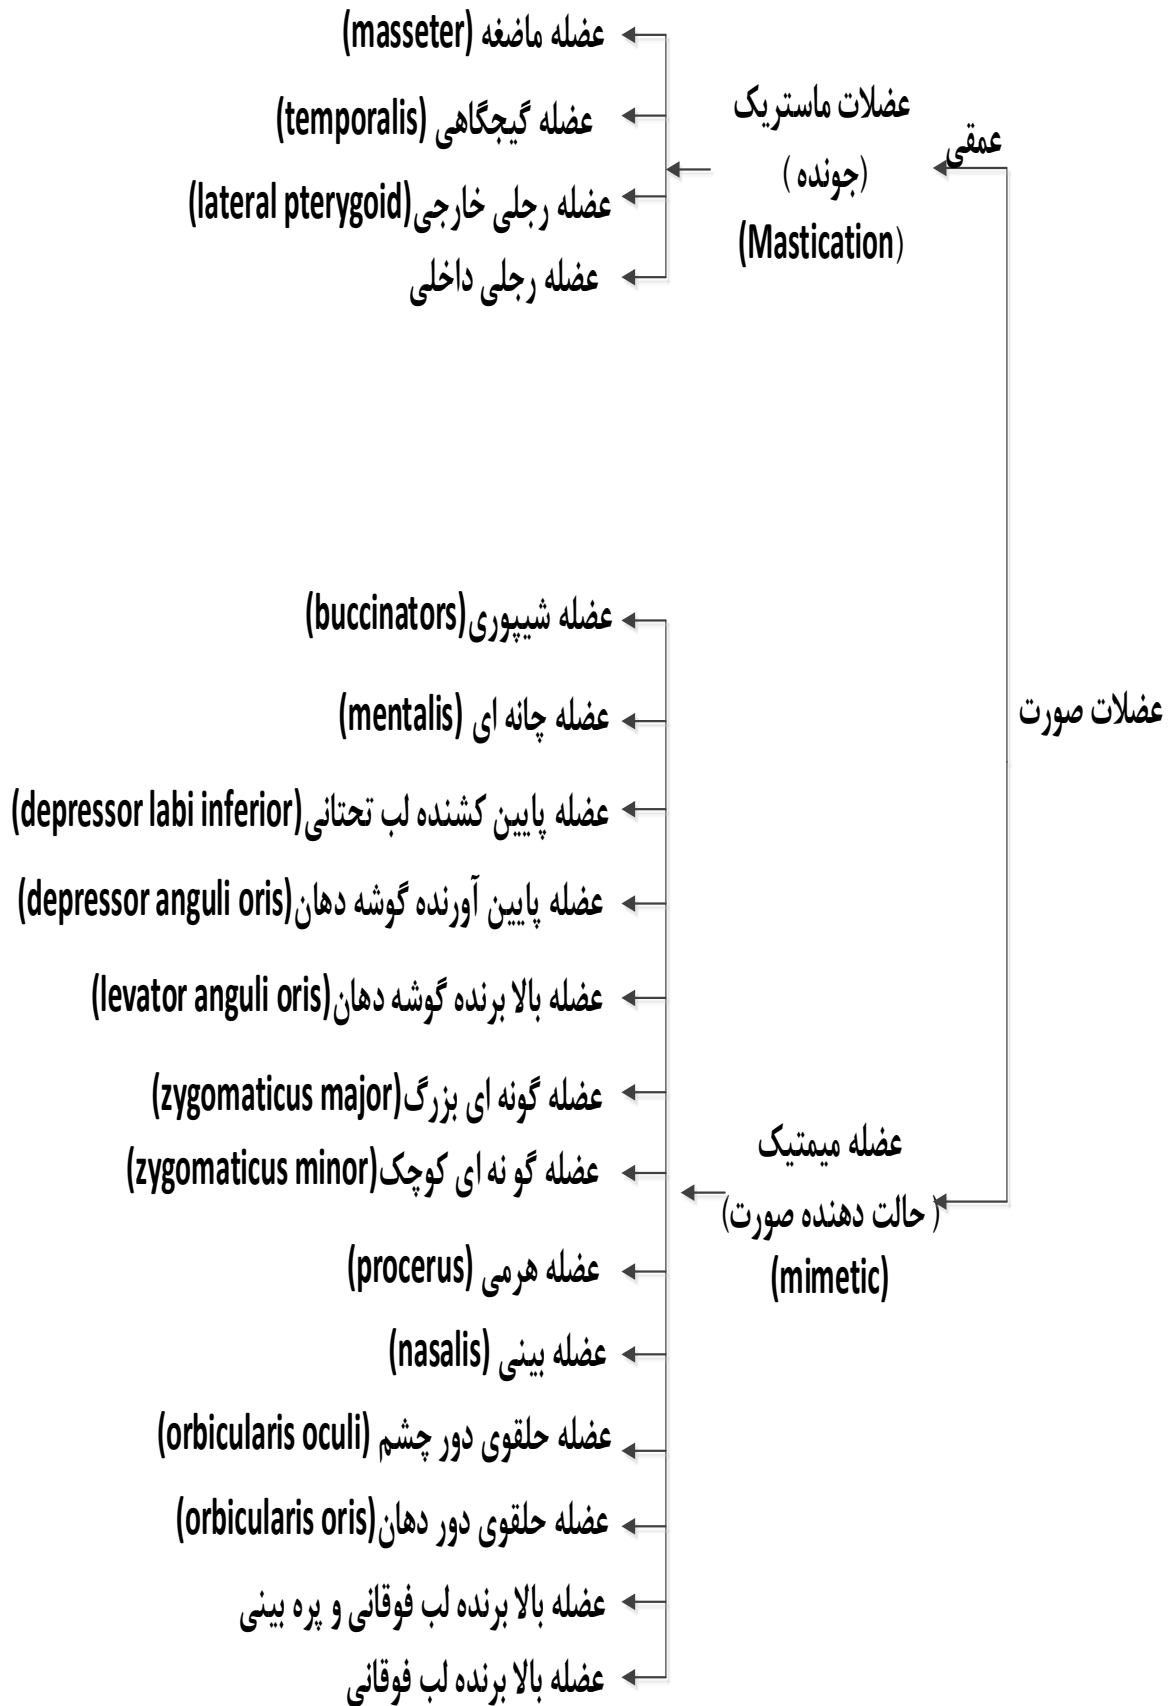 عضلات صورت
عمقی
عضلات ماستریک
(جونده )
(Mastication)
عضله ماضغه (masseter)
عضله گیجگاهی (temporalis)
عضله رجلی خارجی(lateral pterygoid)
عضله رجلی داخلی
عضله میمتیک
( حالت دهنده صورت)
(mimetic)
عضله شیپوری(buccinators)
عضله چانه ای (mentalis)
عضله پایین کشنده لب تحتانی(depressor labi inferior)
عضله پایین آورنده گوشه دهان(depressor anguli oris)
عضله بالا برنده گوشه دهان(levator anguli oris)
عضله گونه ای بزرگ(zygomaticus major)
عضله گو نه ای کوچک(zygomaticus minor)
عضله هرمی (procerus)
عضله بینی (nasalis)
عضله حلقوی دور چشم (orbicularis oculi)
عضله حلقوی دور دهان(orbicularis oris)
عضله بالا برنده لب فوقانی و پره بینی
عضله بالا برنده لب فوقانی